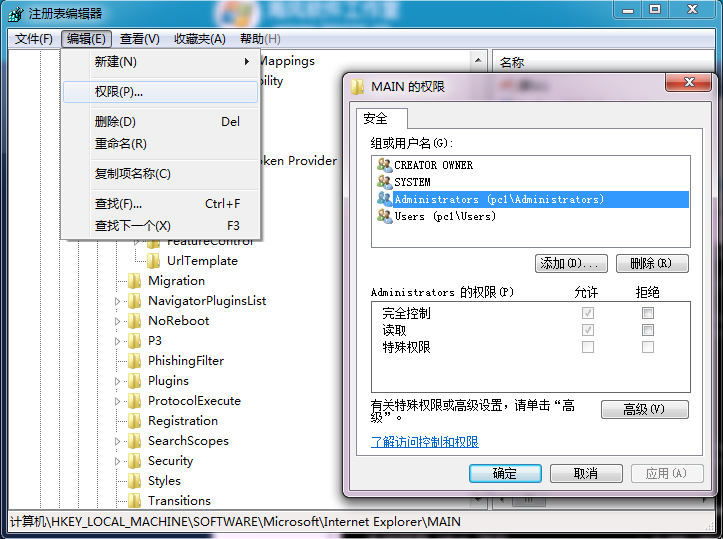 注册表编辑器
文件(F) 编辑(E) 查看(V) 收藏夹(A) 帮助(H)
新建(N)
权限(P)...
删除(D) Del
重命名(R)
复制项名称(C)
查找(F)... Ctrl+F
查找下一个(X) F3
Mappings
bility
oken Provider
FeatureControl
UrlTemplate
Migration
NavigatorPluginsList
NoReboot
P3
PhishingFilter
Plugins
ProtocolExecute
Registration
SearchScopes
Security
Styles
Transitions
名称
MAIN 的权限
安全
组或用户名(G):
CREATOR OWNER
SYSTEM
Administrators (pc1\Administrators)
Users (pc1\Users)
添加(D)... 删除(R)
Administrators 的权限(P) 允许 拒绝
完全控制
读取
特殊权限
有关特殊权限或高级设置，请单击“高
级”。
高级(V)
了解访问控制和权限
确定 取消 应用(A)
计算机\HKEY_LOCAL_MACHINE\SOFTWARE\Microsoft\Internet Explorer\MAIN